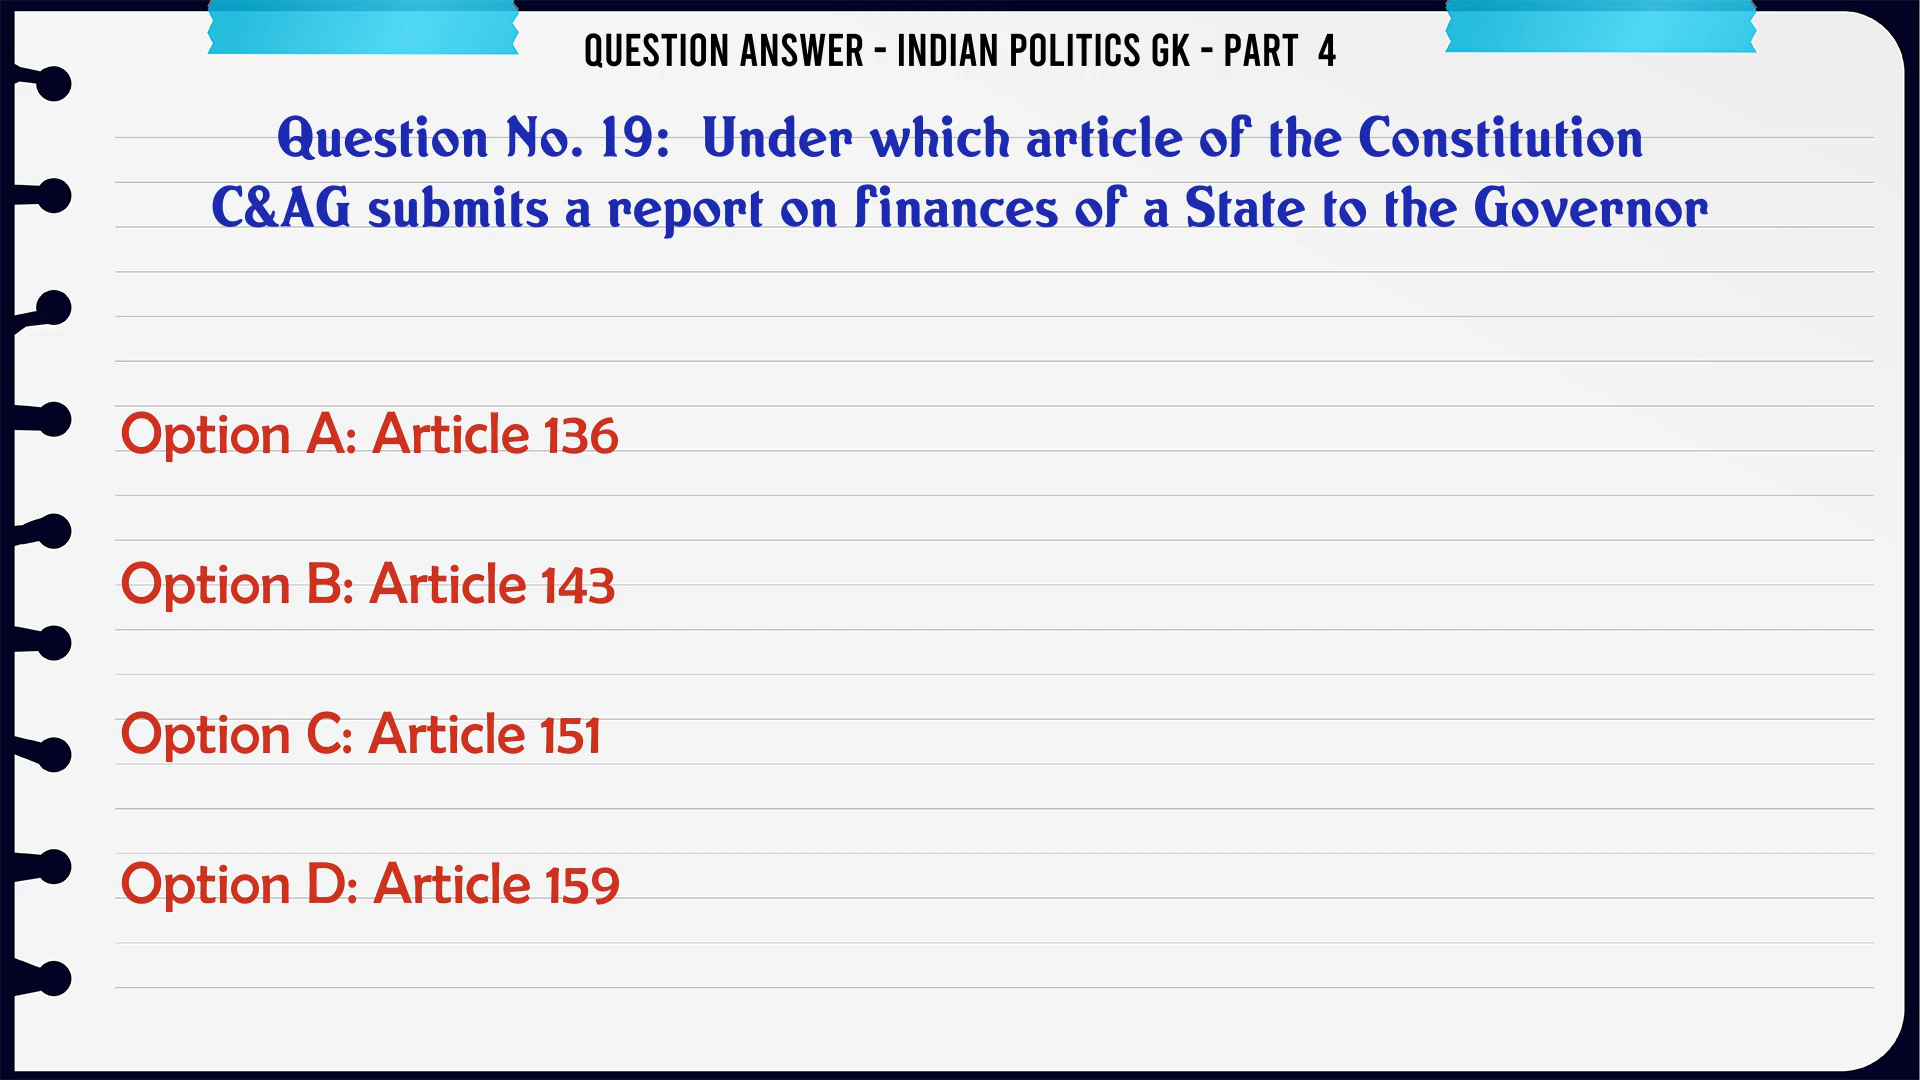 QUESTION ANSWER - INDIAN POLITICS GK - PART 4
Question No. 19: Under which article of the Constitution
C&AG submits a report on finances of a State to the Governor
Option A: Article 136
Option B: Article 143
Option C: Article 151
Option D: Article 159